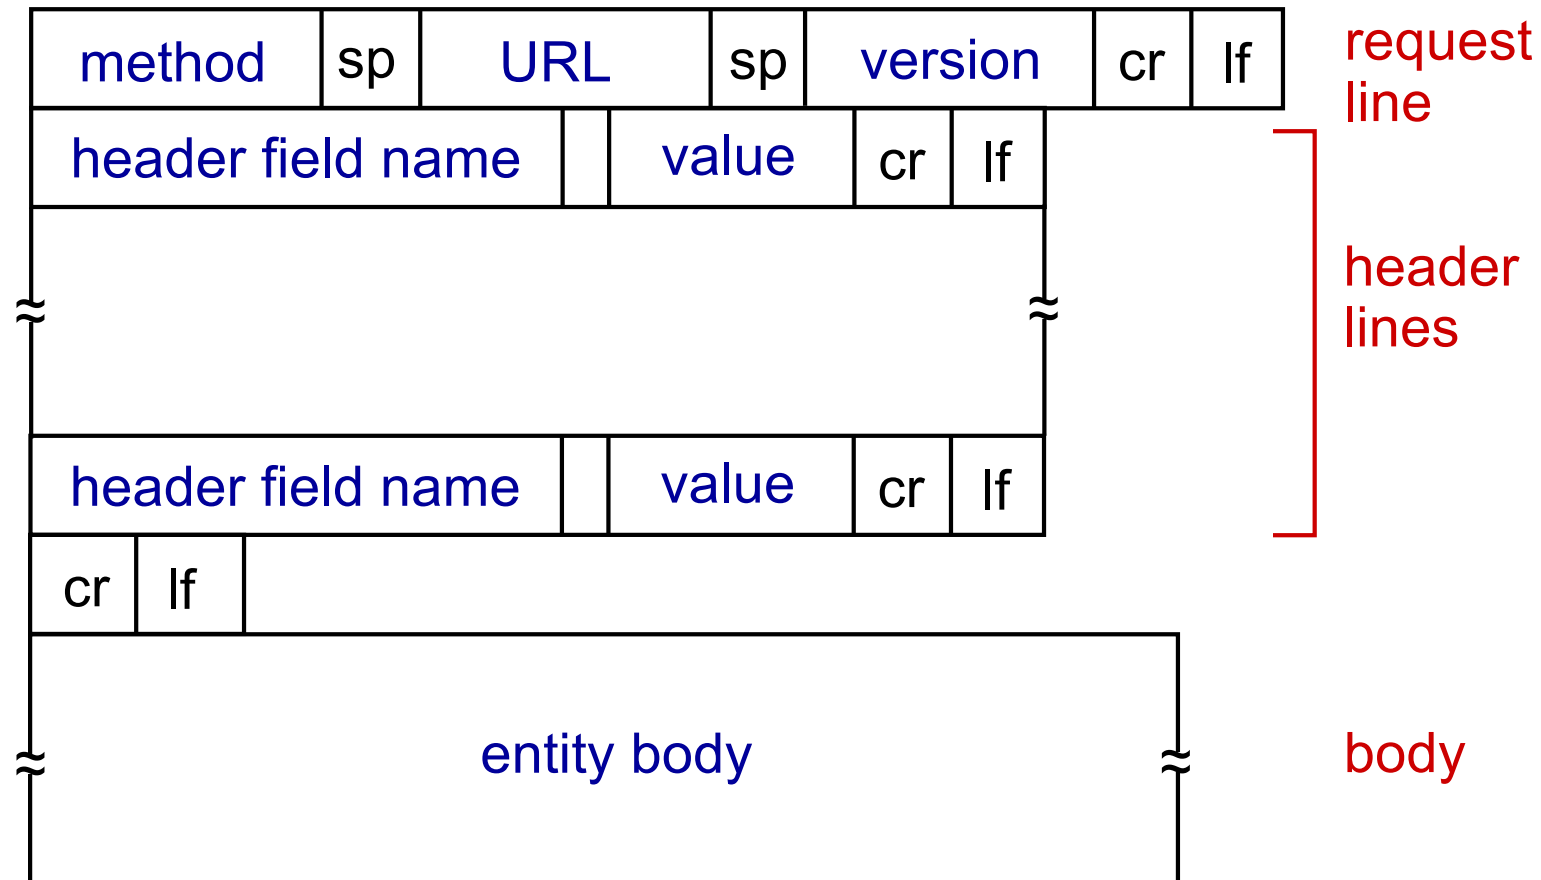 method sp URL sp version cr lf
request
line
header field name value cr lf
header
lines
header field name value cr lf
cr lf
entity body
body